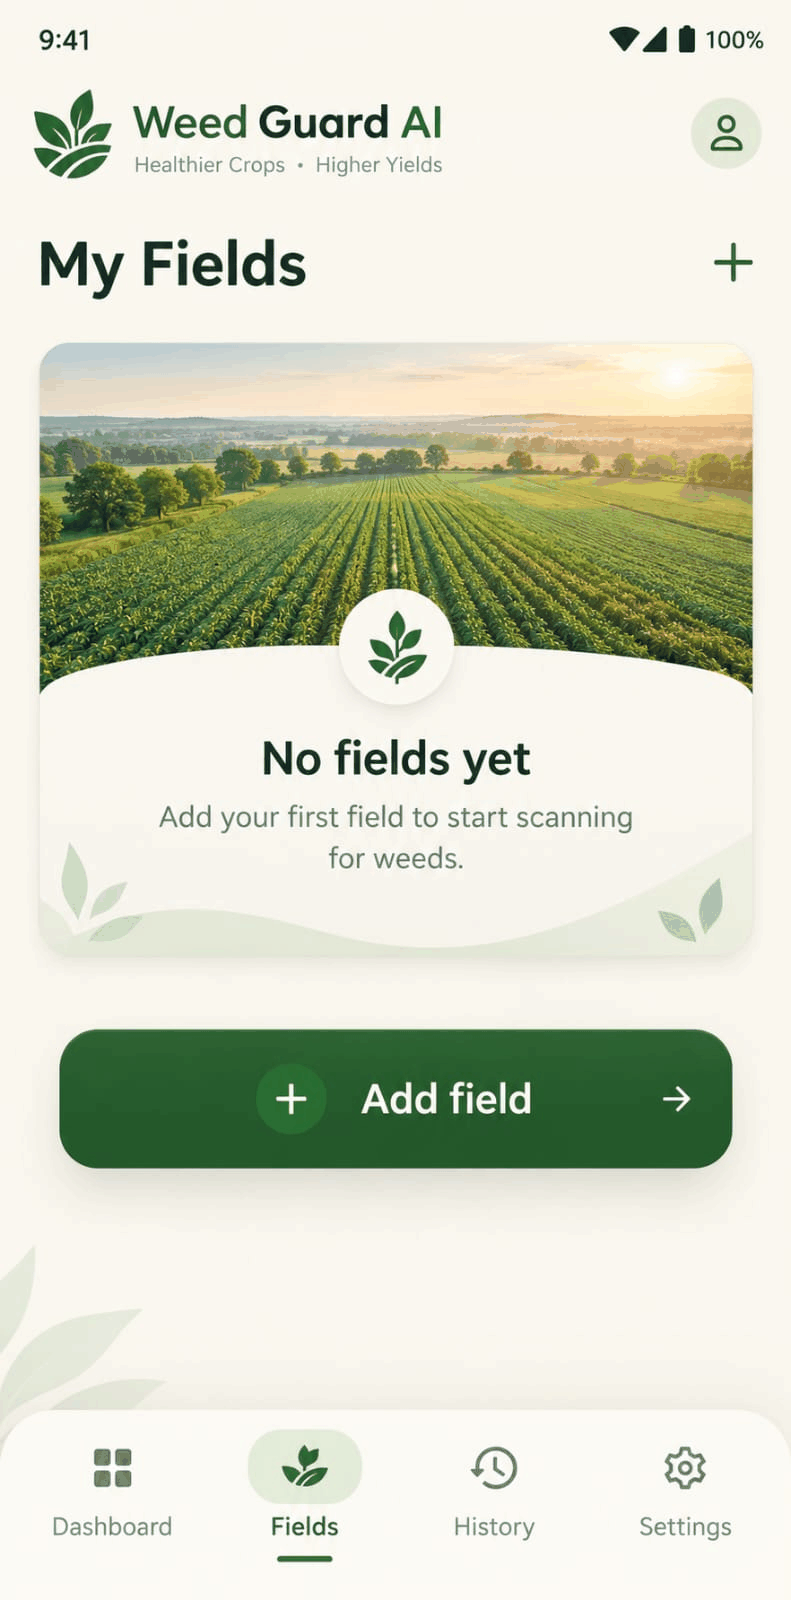 9:41
100%
Weed Guard AI
Healthier Crops • Higher Yields
My Fields
No fields yet
Add your first field to start scanning
for weeds.
Add field
Dashboard
Fields
History
Settings